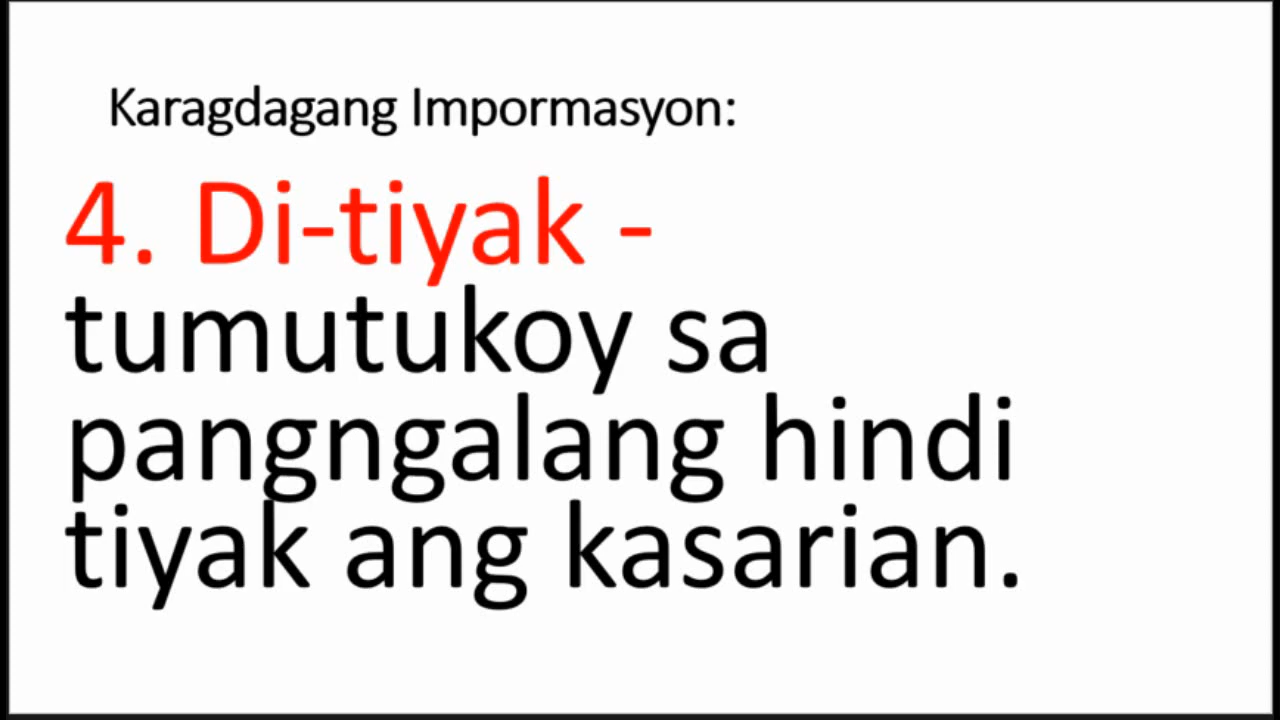 Karagdagang Impormasyon:
4. Di-tiyak -
tumutukoy sa
pangngalang hindi
tiyak ang kasarian.